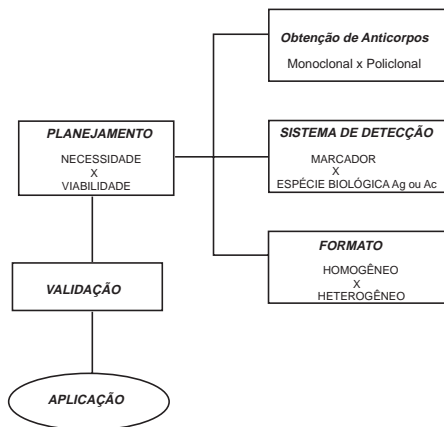 Obtenção de Anticorpos
Monoclonal x Policlonal
PLANEJAMENTO
NECESSIDADE
X
VIABILIDADE
SISTEMA DE DETECÇÃO
MARCADOR
X
ESPÉCIE BIOLÓGICA Ag ou Ac
FORMATO
HOMOGÊNEO
X
HETEROGÊNEO
VALIDAÇÃO
APLICAÇÃO